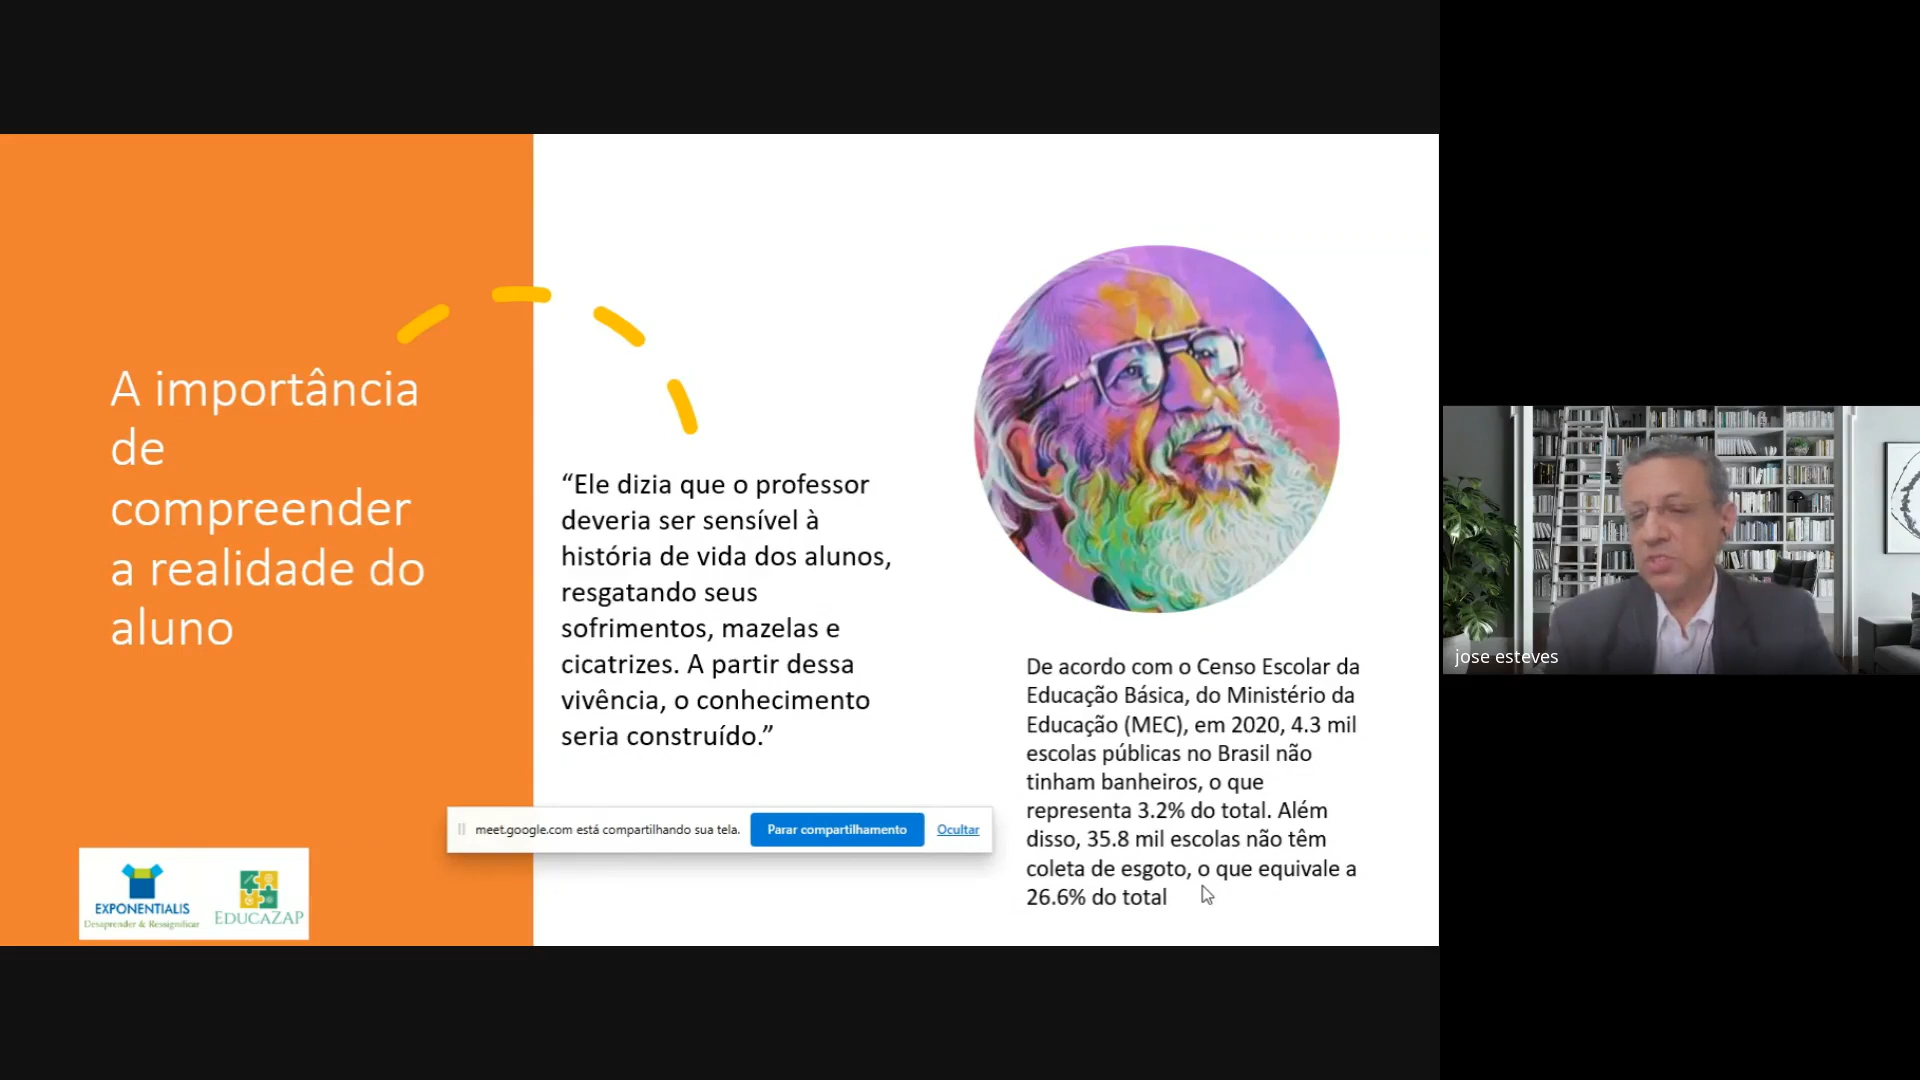 A importância
de
compreender
a realidade do
aluno
“Ele dizia que o professor
deveria ser sensível à
história de vida dos alunos,
resgatando seus
sofrimentos, mazelas e
cicatrizes. A partir dessa
vivência, o conhecimento
seria construído.”
De acordo com o Censo Escolar da
Educação Básica, do Ministério da
Educação (MEC), em 2020, 4.3 mil
escolas públicas no Brasil não
tinham banheiros, o que
representa 3.2% do total. Além
disso, 35.8 mil escolas não têm
coleta de esgoto, o que equivale a
26.6% do total
meet.google.com está compartilhando sua tela.
Parar compartilhamento
Ocultar
EXPONENTIALIS
Desaprender & Ressignificar
EDUCAZAP
jose esteves